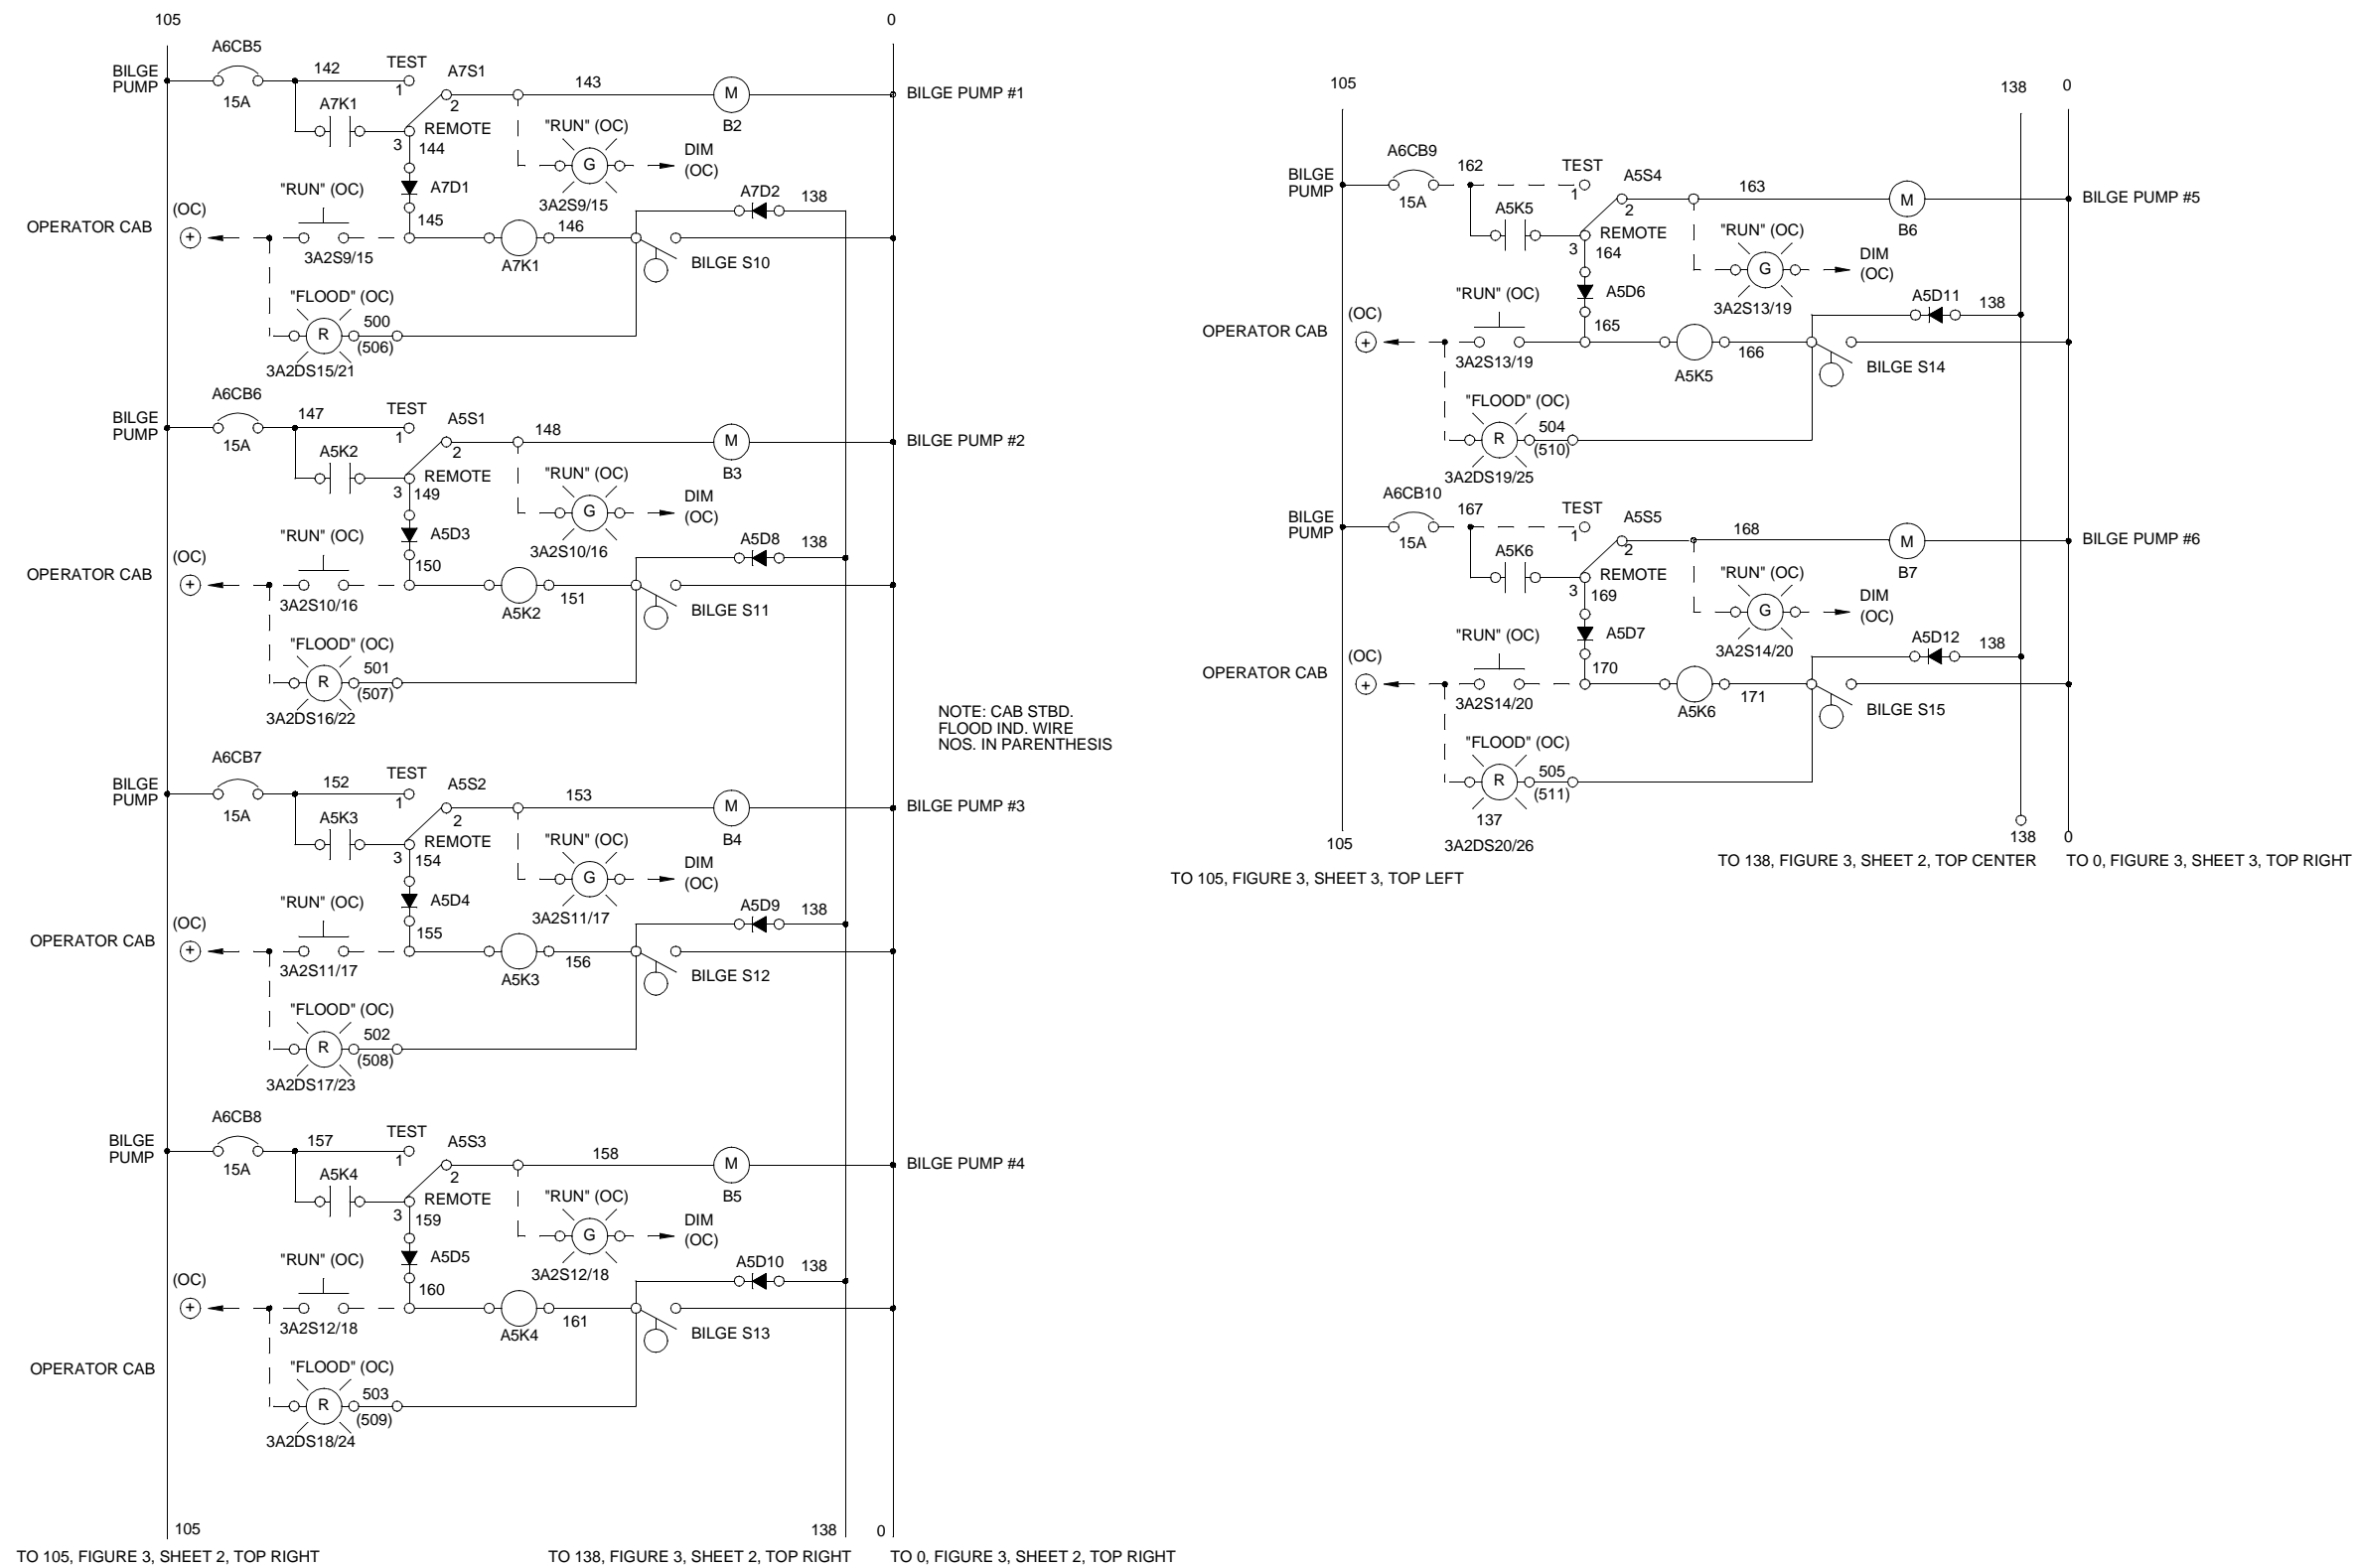 105
0
A6CB5
BILGE
PUMP
15A
142
TEST
1
A7S1
2
143
M
B2
BILGE PUMP #1
A7K1
REMOTE
3
144
"RUN" (OC)
G
DIM
(OC)
3A2S9/15
A7D1
"RUN" (OC)
A7D2
138
(OC)
OPERATOR CAB
+
3A2S9/15
145
A7K1
146
BILGE S10
"FLOOD" (OC)
R
500
(506)
3A2DS15/21
A6CB6
BILGE
PUMP
15A
147
TEST
1
A5S1
2
148
M
B3
BILGE PUMP #2
A5K2
REMOTE
3
149
"RUN" (OC)
G
DIM
(OC)
3A2S10/16
A5D3
"RUN" (OC)
A5D8
138
(OC)
OPERATOR CAB
+
3A2S10/16
150
A5K2
151
BILGE S11
"FLOOD" (OC)
R
501
(507)
3A2DS16/22
NOTE: CAB STBD.
FLOOD IND. WIRE
NOS. IN PARENTHESIS
A6CB7
BILGE
PUMP
15A
152
TEST
1
A5S2
2
153
M
B4
BILGE PUMP #3
A5K3
REMOTE
3
154
"RUN" (OC)
G
DIM
(OC)
3A2S11/17
A5D4
"RUN" (OC)
A5D9
138
(OC)
OPERATOR CAB
+
3A2S11/17
155
A5K3
156
BILGE S12
"FLOOD" (OC)
R
502
(508)
3A2DS17/23
A6CB8
BILGE
PUMP
15A
157
TEST
1
A5S3
2
158
M
B5
BILGE PUMP #4
A5K4
REMOTE
3
159
"RUN" (OC)
G
DIM
(OC)
3A2S12/18
A5D5
"RUN" (OC)
A5D10
138
(OC)
+
3A2S12/18
160
A5K4
161
BILGE S13
OPERATOR CAB
"FLOOD" (OC)
R
503
(509)
3A2DS18/24
105
138
0
TO 105, FIGURE 3, SHEET 2, TOP RIGHT
TO 138, FIGURE 3, SHEET 2, TOP RIGHT
TO 0, FIGURE 3, SHEET 2, TOP RIGHT
105
138
0
A6CB9
BILGE
PUMP
15A
162
TEST
1
A5S4
2
163
M
B6
BILGE PUMP #5
A5K5
REMOTE
3
164
"RUN" (OC)
G
DIM
(OC)
3A2S13/19
A5D6
"RUN" (OC)
A5D11
138
(OC)
OPERATOR CAB
+
3A2S13/19
165
A5K5
166
BILGE S14
"FLOOD" (OC)
R
504
(510)
3A2DS19/25
A6CB10
BILGE
PUMP
15A
167
TEST
1
A5S5
2
168
M
B7
BILGE PUMP #6
A5K6
REMOTE
3
169
"RUN" (OC)
G
DIM
(OC)
3A2S14/20
A5D7
"RUN" (OC)
A5D12
138
(OC)
OPERATOR CAB
+
3A2S14/20
170
A5K6
171
BILGE S15
"FLOOD" (OC)
R
505
(511)
137
3A2DS20/26
105
138
0
TO 105, FIGURE 3, SHEET 3, TOP LEFT
TO 138, FIGURE 3, SHEET 2, TOP CENTER
TO 0, FIGURE 3, SHEET 3, TOP RIGHT